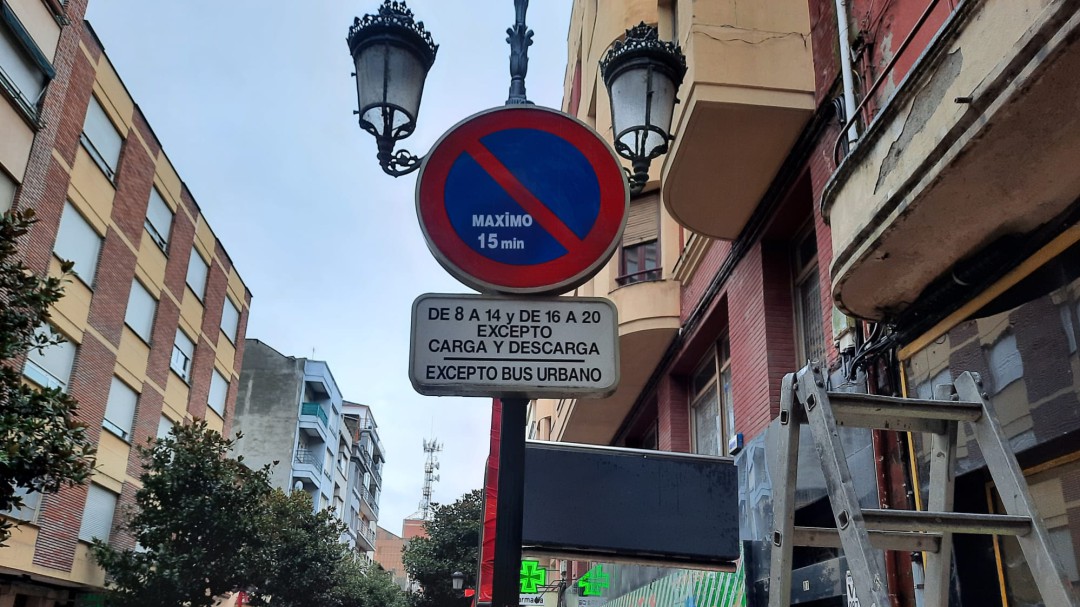 MAXIMO
15 min
DE 8 A 14 y DE 16 A 20
EXCEPTO
CARGA Y DESCARGA
EXCEPTO BUS URBANO